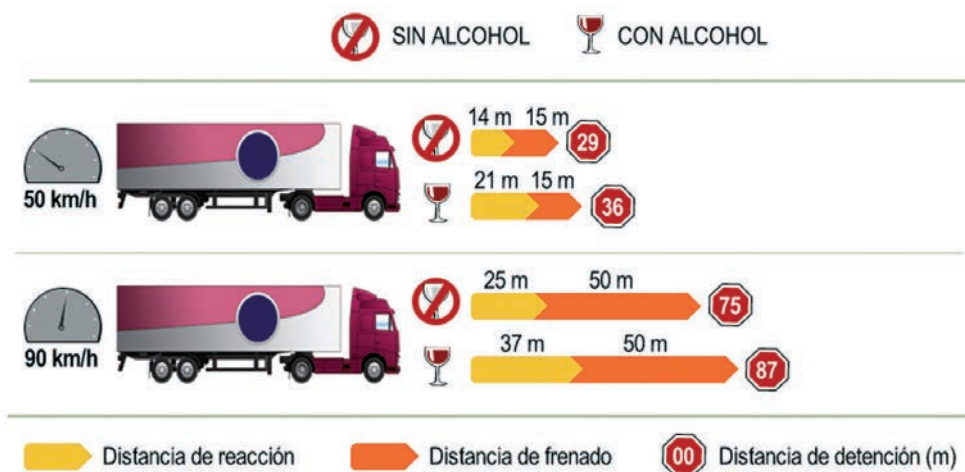 SIN ALCOHOL CON ALCOHOL
14 m 15 m
29
50 km/h
21 m 15 m
36
25 m 50 m
75
90 km/h
37 m 50 m
87
Distancia de reacción Distancia de frenado 00 Distancia de detención (m)